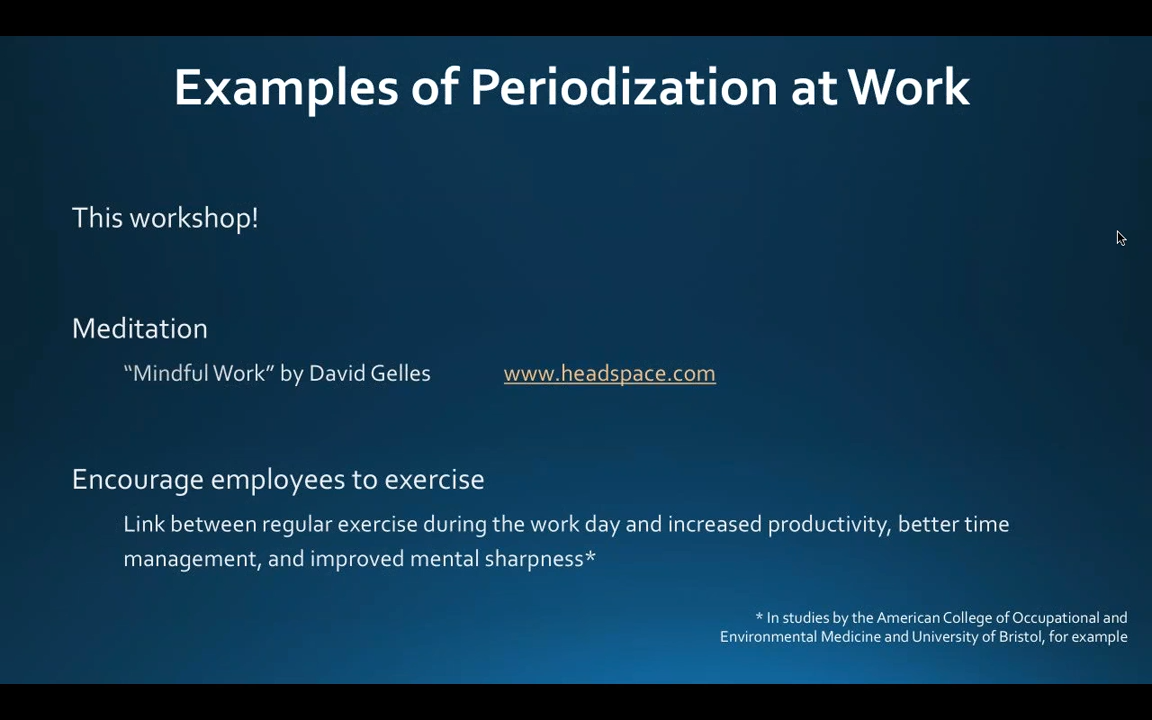 Examples of Periodization at Work
This workshop!
Meditation
“Mindful Work” by David Gelles www.headspace.com
Encourage employees to exercise
Link between regular exercise during the work day and increased productivity, better time
management, and improved mental sharpness*
* In studies by the American College of Occupational and
Environmental Medicine and University of Bristol, for example